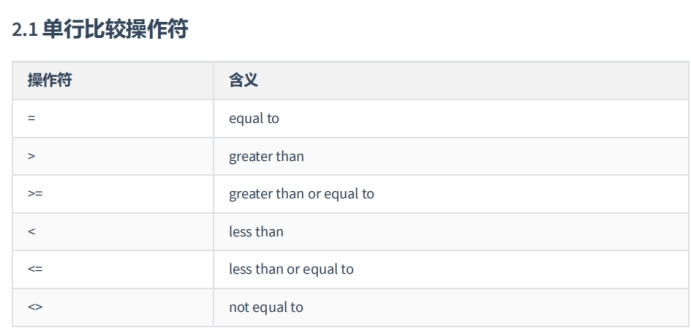 2.1 单行比较操作符
操作符 含义
= equal to
> greater than
>= greater than or equal to
< less than
<= less than or equal to
<> not equal to